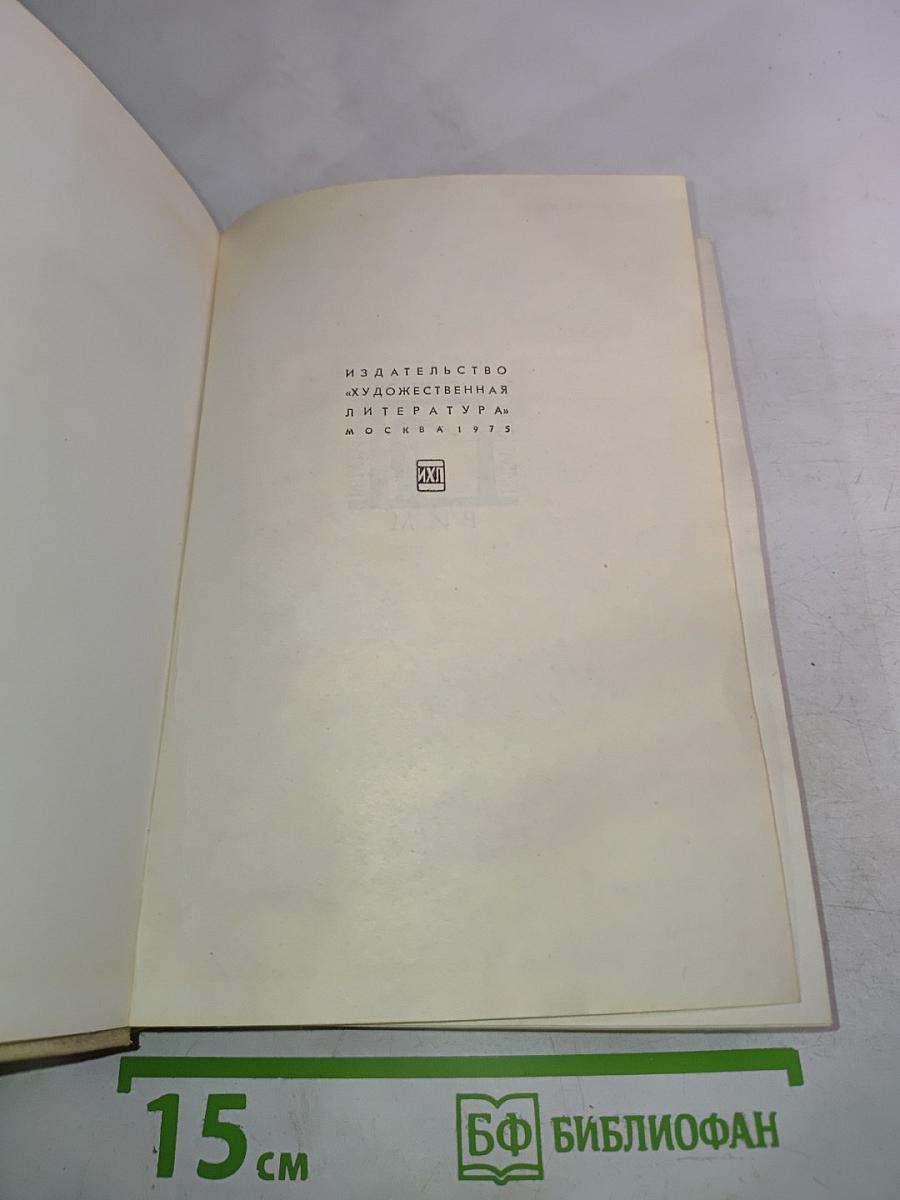 ИЗДАТЕЛЬСТВО
«ХУДОЖЕСТВЕННАЯ
ЛИТЕРАТУРА»
МОСКВА 1975
ИХЛ
15 см
БФ БИБЛИОФАН